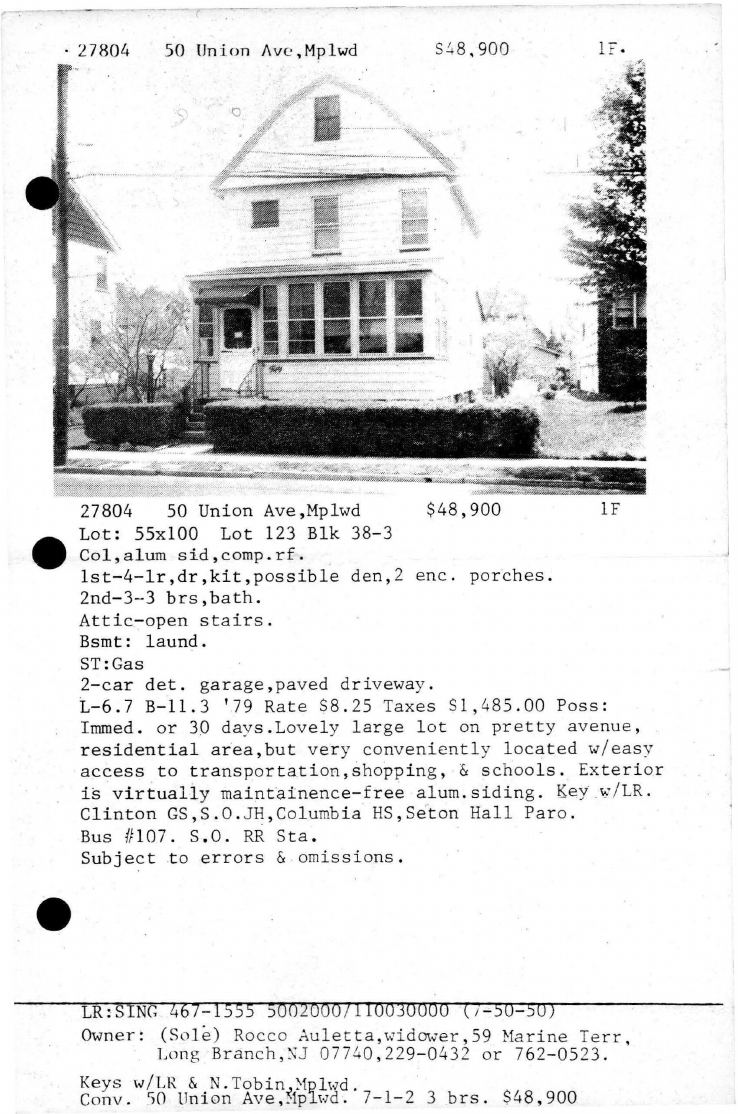 27804 50 Union Ave,Mplwd $48,900 1F.
27804 50 Union Ave,Mplwd $48,900 1F
Lot: 55x100 Lot 123 Blk 38-3
Col,alum sid,comp.rf.
1st-4-lr,dr,kit,possible den,2 enc. porches.
2nd-3-3 brs,bath.
Attic-open stairs.
Bsmt: laund.
ST:Gas
2-car det. garage,paved driveway.
L-6.7 B-11.3 '79 Rate $8.25 Taxes $1,485.00 Poss:
Immed. or 30 days.Lovely large lot on pretty avenue,
residential area,but very conveniently located w/easy
access to transportation,shopping, & schools. Exterior
is virtually maintainence-free alum.siding. Key w/LR.
Clinton GS,S.O.JH,Columbia HS,Seton Hall Paro.
Bus #107. S.O. RR Sta.
Subject to errors & omissions.
LR:SING 467-1555 5002000/110030000 (7-50-50)
Owner: (Sole) Rocco Auletta,widower,59 Marine Terr,
Long Branch,NJ 07740,229-0432 or 762-0523.
Keys w/LR & N.Tobin,Mplwd.
Conv. 50 Union Ave,Mplwd. 7-1-2 3 brs. $48,900